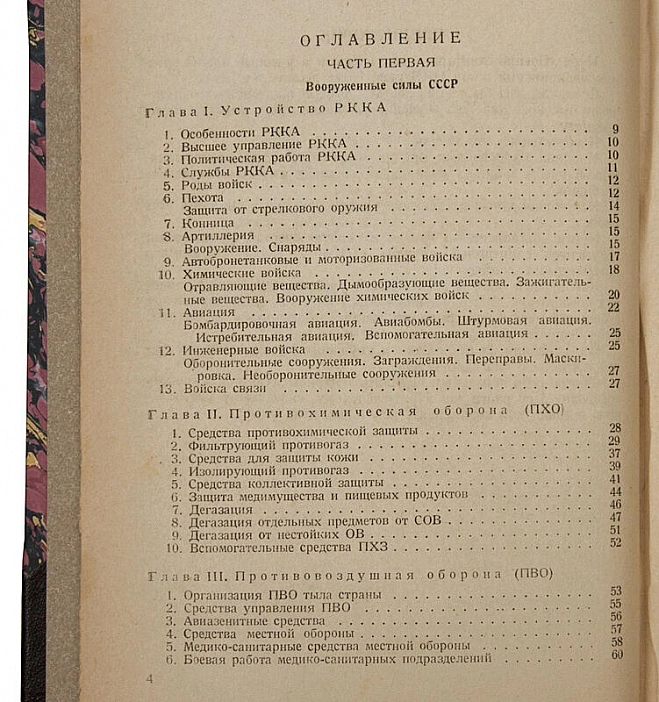 ОГЛАВЛЕНИЕ
ЧАСТЬ ПЕРВАЯ
Вооруженные силы СССР
Глава I. Устройство РККА
1. Особенности РККА . . . 9
2. Высшее управление РККА . . . 10
3. Политическая работа РККА . . . 10
4. Службы РККА . . . 11
5. Роды войск . . . 12
6. Пехота . . . 12
Защита от стрелкового оружия . . . 14
7. Конница . . . 15
8. Артиллерия . . . 15
Вооружение. Снаряды . . . 15
9. Автобронетанковые и моторизованные войска . . . 17
10. Химические войска . . . 18
Отравляющие вещества. Дымообразующие вещества. Зажигатель-
ные вещества. Вооружение химических войск . . . 20
11. Авиация . . . 22
Бомбардировочная авиация. Авиабомбы. Штурмовая авиация.
Истребительная авиация. Вспомогательная авиация . . . 25
12. Инженерные войска . . . 25
Оборонительные сооружения. Заграждения. Переправы. Маски-
ровка. Необоронительные сооружения . . . 27
13. Войска связи . . . 27
Глава II. Противохимическая оборона (ПХО)
1. Средства противохимической защиты . . . 28
2. Фильтрующий противогаз . . . 29
3. Средства для защиты кожи . . . 37
4. Изолирующий противогаз . . . 39
5. Средства коллективной защиты . . . 41
6. Защита медимущества и пищевых продуктов . . . 44
7. Дегазация . . . 46
8. Дегазация отдельных предметов от СОВ . . . 47
9. Дегазация от нестойких ОВ . . . 51
10. Вспомогательные средства ПХЗ . . . 52
Глава III. Противовоздушная оборона (ПВО)
1. Организация ПВО тыла страны . . . 53
2. Средства управления ПВО . . . 55
3. Авиазенитные средства . . . 56
4. Средства местной обороны . . . 57
5. Медико-санитарные средства местной обороны . . . 58
6. Боевая работа медико-санитарных подразделений . . . 60
4